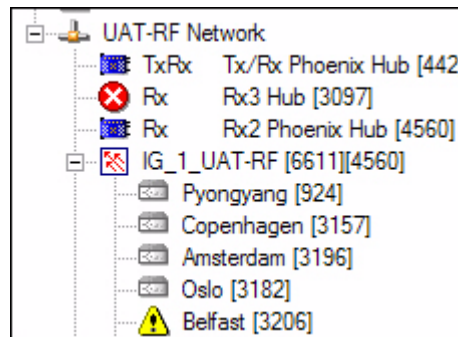 UAT-RF Network
TxRx Tx/Rx Phoenix Hub [442
Rx Rx3 Hub [3097]
Rx Rx2 Phoenix Hub [4560]
IG_1_UAT-RF [6611][4560]
Pyongyang [924]
Copenhagen [3157]
Amsterdam [3196]
Oslo [3182]
Belfast [3206]